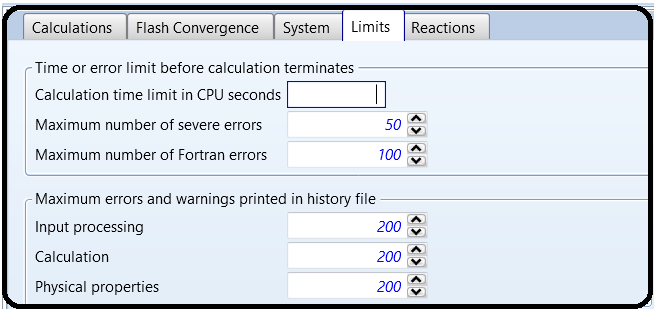 Calculations Flash Convergence System Limits Reactions
Time or error limit before calculation terminates
Calculation time limit in CPU seconds
Maximum number of severe errors 50
Maximum number of Fortran errors 100
Maximum errors and warnings printed in history file
Input processing 200
Calculation 200
Physical properties 200